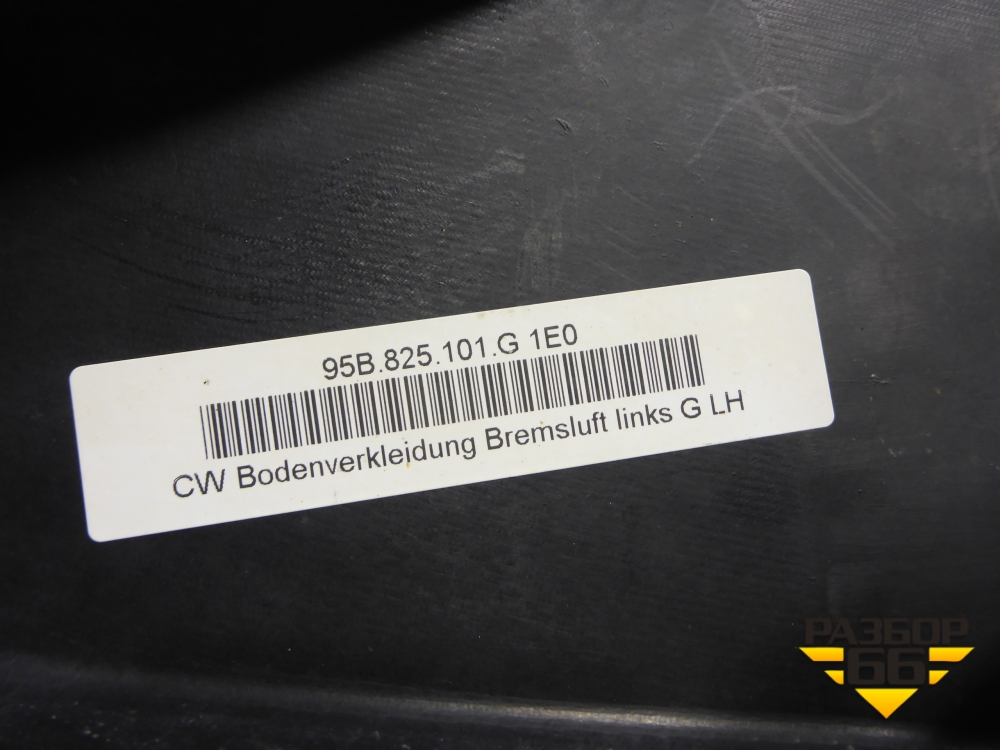 95B.825.101.G 1E0
CW Bodenverkleidung Bremsluft links G LH
РАЗБОР
66